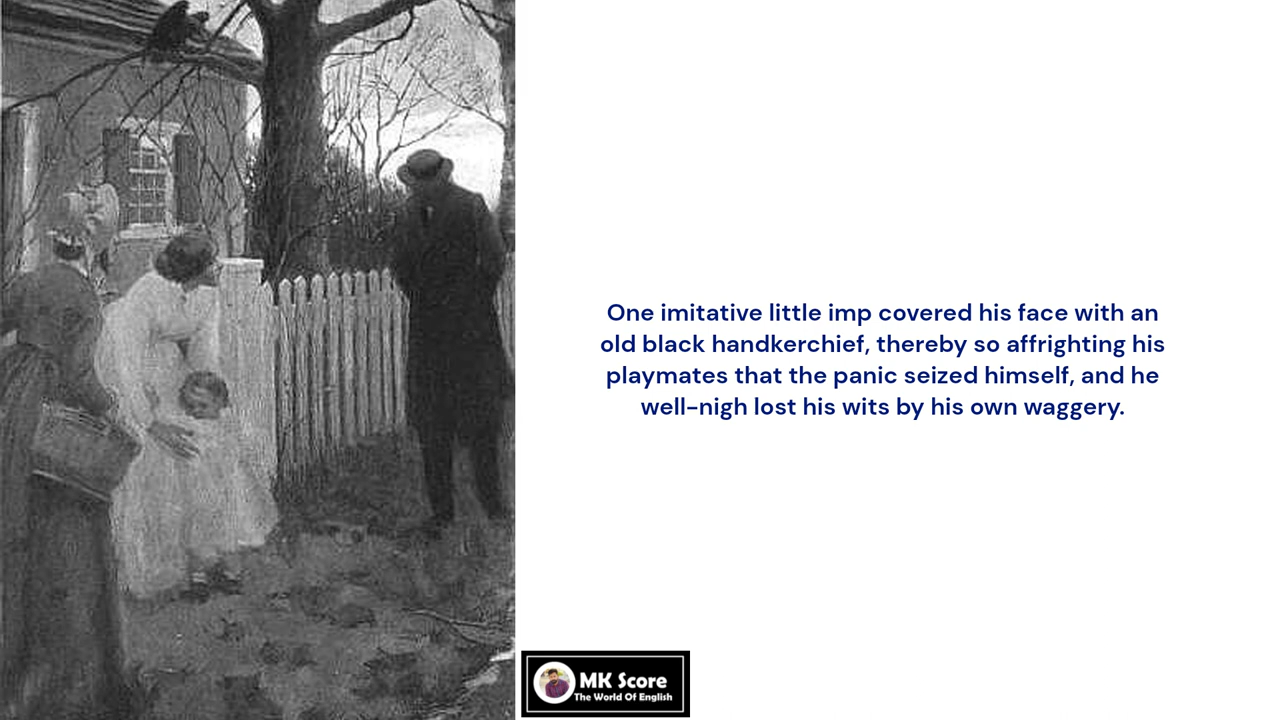 One imitative little imp covered his face with an
old black handkerchief, thereby so affrighting his
playmates that the panic seized himself, and he
well-nigh lost his wits by his own waggery.
MK Score
The World Of English